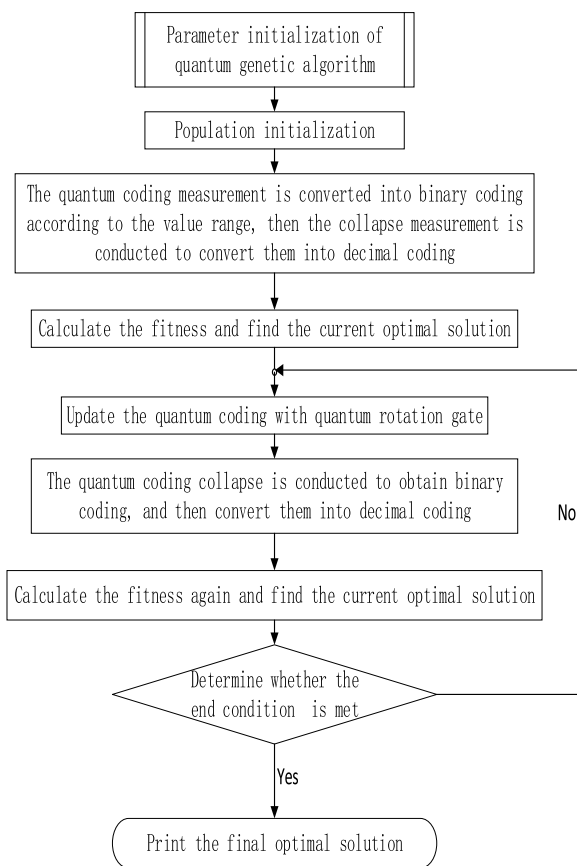 Parameter initialization of
quantum genetic algorithm
Population initialization
The quantum coding measurement is converted into binary coding
according to the value range, then the collapse measurement is
conducted to convert them into decimal coding
Calculate the fitness and find the current optimal solution
Update the quantum coding with quantum rotation gate
The quantum coding collapse is conducted to obtain binary
coding, and then convert them into decimal coding
No
Calculate the fitness again and find the current optimal solution
Determine whether the
end condition is met
Yes
Print the final optimal solution